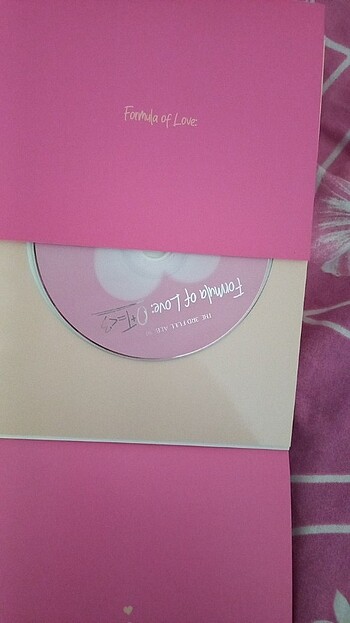 Formula of Love:
Formula of Love: O+T=<3
THE 3RD FULL ALBUM